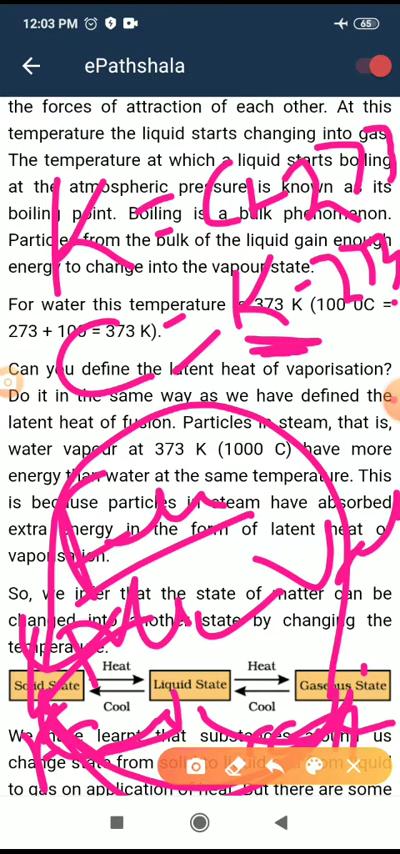 12:03 PM
65
ePathshala
the forces of attraction of each other. At this
temperature the liquid starts changing into gas.
The temperature at which a liquid starts boiling
at the atmospheric pressure is known as its
boiling point. Boiling is a bulk phenomenon.
Particles from the bulk of the liquid gain enough
energy to change into the vapour state.
K = C+273
For water this temperature is 373 K (100 0C =
273 + 100 = 373 K).
C = K-273
Can you define the latent heat of vaporisation?
Do it in the same way as we have defined the
latent heat of fusion. Particles in steam, that is,
water vapour at 373 K (1000 C) have more
energy than water at the same temperature. This
is because particles in steam have absorbed
extra energy in the form of latent heat of
vaporisation.
So, we infer that the state of matter can be
changed into another state by changing the
temperature.
Heat Heat
Solid State Liquid State Gaseous State
Cool Cool
We have learnt that substances around us
change state from solid to liquid from liquid
to gas on application of heat. But there are some